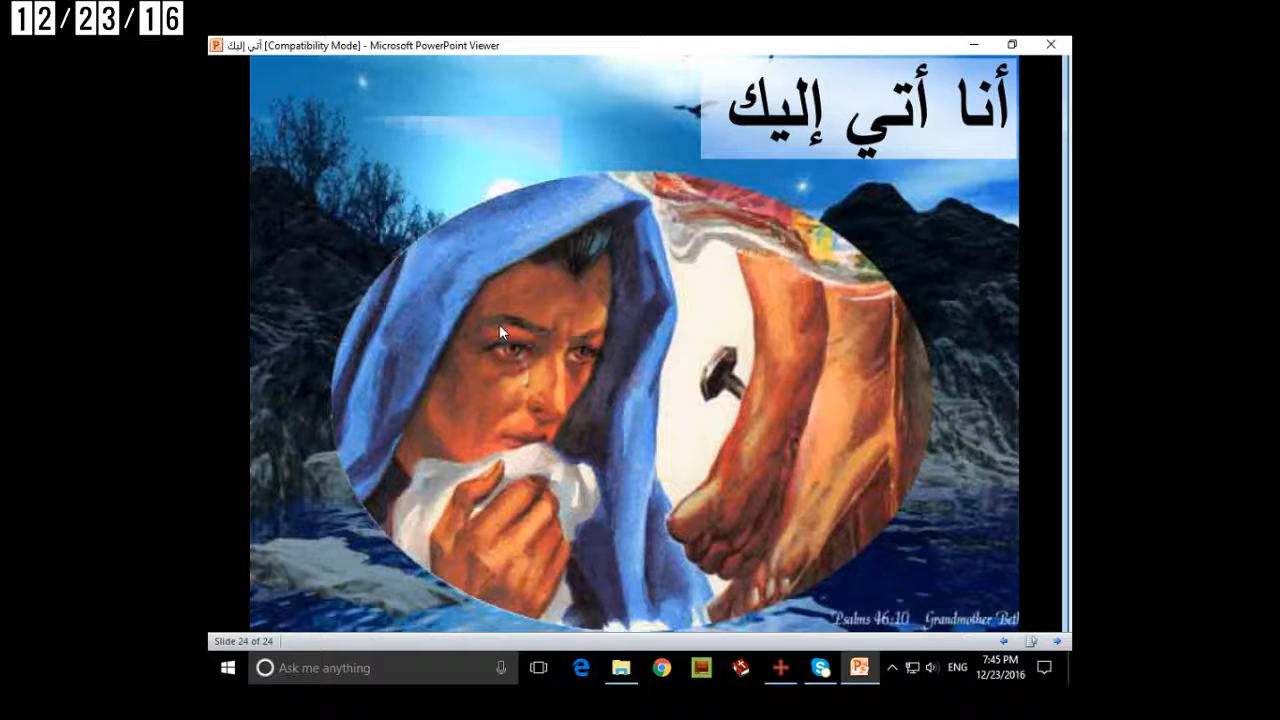 12/23/16
آتي إليك [Compatibility Mode] - Microsoft PowerPoint Viewer
أنا أتي إليك
Psalms 46:10 Grandmother Bet
Slide 24 of 24
Ask me anything
ENG
7:45 PM
12/23/2016